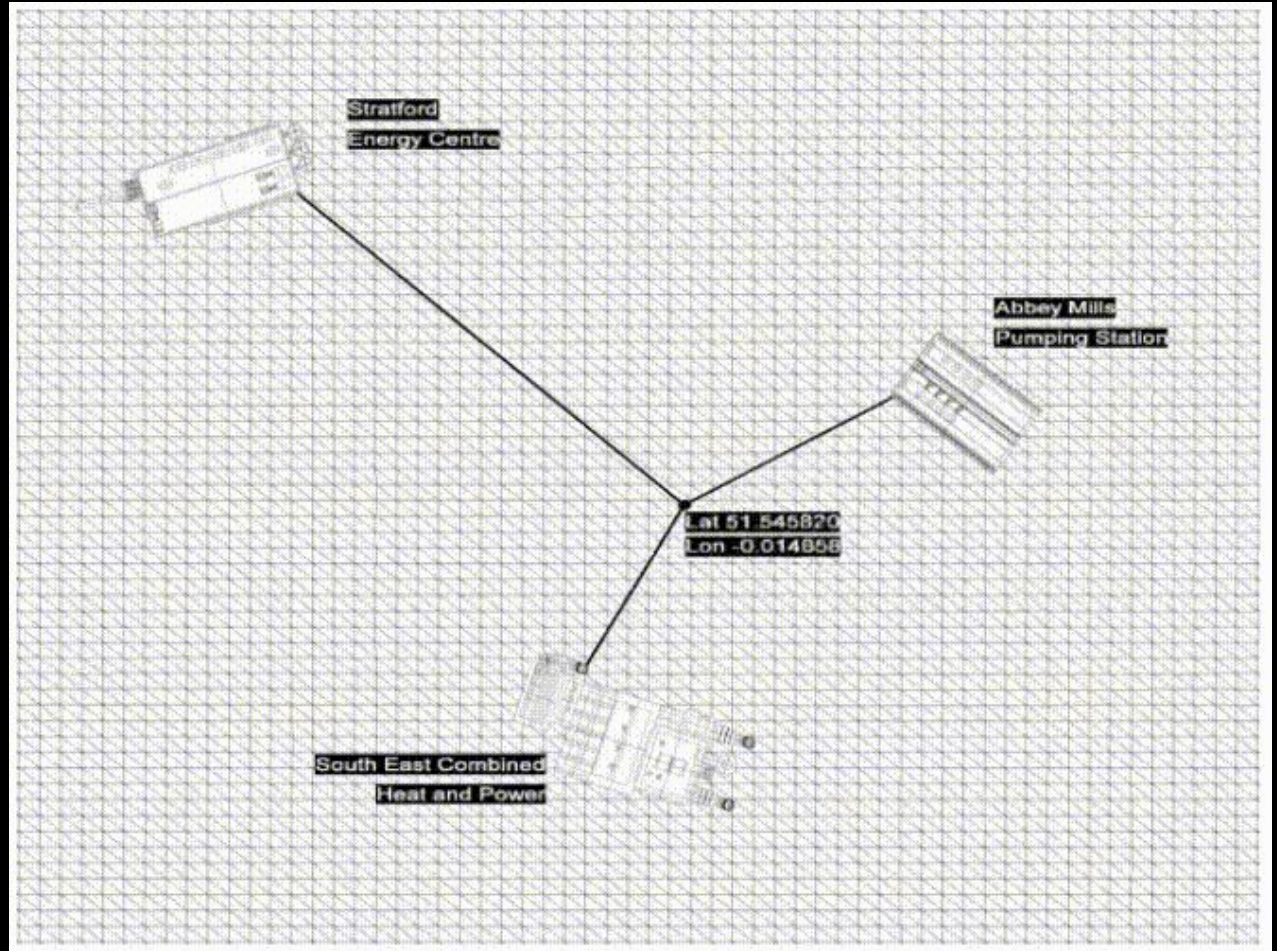 Stratford
Energy Centre
Abbey Mills
Pumping Station
Lat 51.545820
Lon -0.014858
South East Combined
Heat and Power